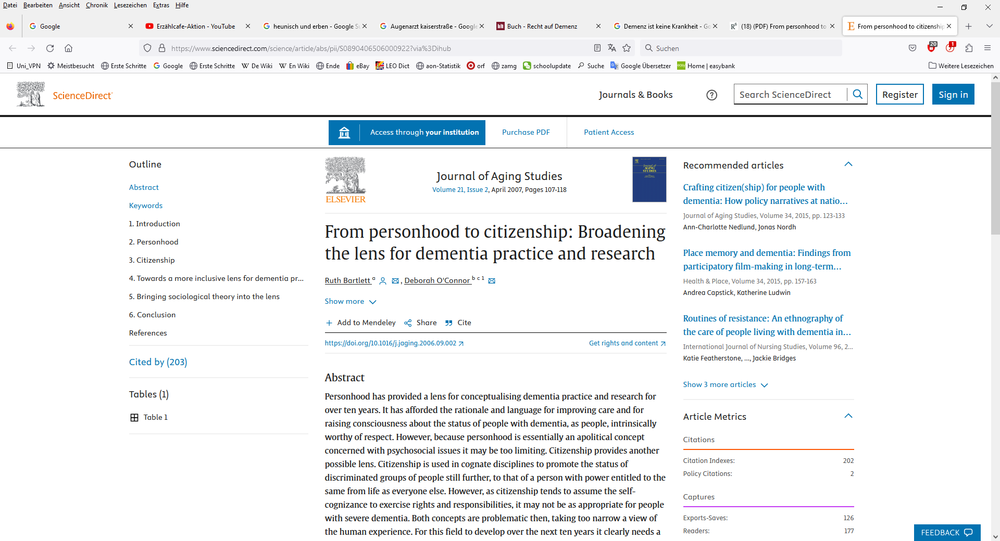 Datei Bearbeiten Ansicht Chronik Lesezeichen Extras Hilfe
Google
Erzählcafe-Aktion - YouTube
heunisch und erben - Google Su
Augenarzt kaiserstraße - Google
Buch - Recht auf Demenz
Demenz ist keine Krankheit - Go
(18) (PDF) From personhood to
From personhood to citizenship
https://www.sciencedirect.com/science/article/abs/pii/S0890406506000922?via%3Dihub
Suchen
20
1
Uni_VPN Meistbesucht Erste Schritte Google Erste Schritte De Wiki En Wiki Ende eBay LEO Dict aon-Statistik orf zamg schoolupdate Suche Google Übersetzer Home | easybank Weitere Lesezeichen
ScienceDirect
Journals & Books
Search ScienceDirect
Register
Sign in
Access through your institution
Purchase PDF
Patient Access
Outline
Abstract
Keywords
1. Introduction
2. Personhood
3. Citizenship
4. Towards a more inclusive lens for dementia pr...
5. Bringing sociological theory into the lens
6. Conclusion
References
Cited by (203)
Tables (1)
Table 1
ELSEVIER
Journal of Aging Studies
Volume 21, Issue 2, April 2007, Pages 107-118
Journal of
AGING
STUDIES
From personhood to citizenship: Broadening
the lens for dementia practice and research
Ruth Bartlett a, Deborah O'Connor b c 1
Show more
Add to Mendeley Share Cite
https://doi.org/10.1016/j.jaging.2006.09.002
Get rights and content
Abstract
Personhood has provided a lens for conceptualising dementia practice and research for
over ten years. It has afforded the rationale and language for improving care and for
raising consciousness about the status of people with dementia, as people, intrinsically
worthy of respect. However, because personhood is essentially an apolitical concept
concerned with psychosocial issues it may be too limiting. Citizenship provides another
possible lens. Citizenship is used in cognate disciplines to promote the status of
discriminated groups of people still further, to that of a person with power entitled to the
same from life as everyone else. However, as citizenship tends to assume the self-
cognizance to exercise rights and responsibilities, it may not be as appropriate for people
with severe dementia. Both concepts are problematic then, taking too narrow a view of
the human experience. For this field to develop over the next ten years it clearly needs a
Recommended articles
Crafting citizen(ship) for people with
dementia: How policy narratives at natio...
Journal of Aging Studies, Volume 34, 2015, pp. 123-133
Ann-Charlotte Nedlund, Jonas Nordh
Place memory and dementia: Findings from
participatory film-making in long-term...
Health & Place, Volume 34, 2015, pp. 157-163
Andrea Capstick, Katherine Ludwin
Routines of resistance: An ethnography of
the care of people living with dementia in...
International Journal of Nursing Studies, Volume 96, 2...
Katie Featherstone, ..., Jackie Bridges
Show 3 more articles
Article Metrics
Citations
Citation Indexes: 202
Policy Citations: 2
Captures
Exports-Saves: 126
Readers: 177
FEEDBACK